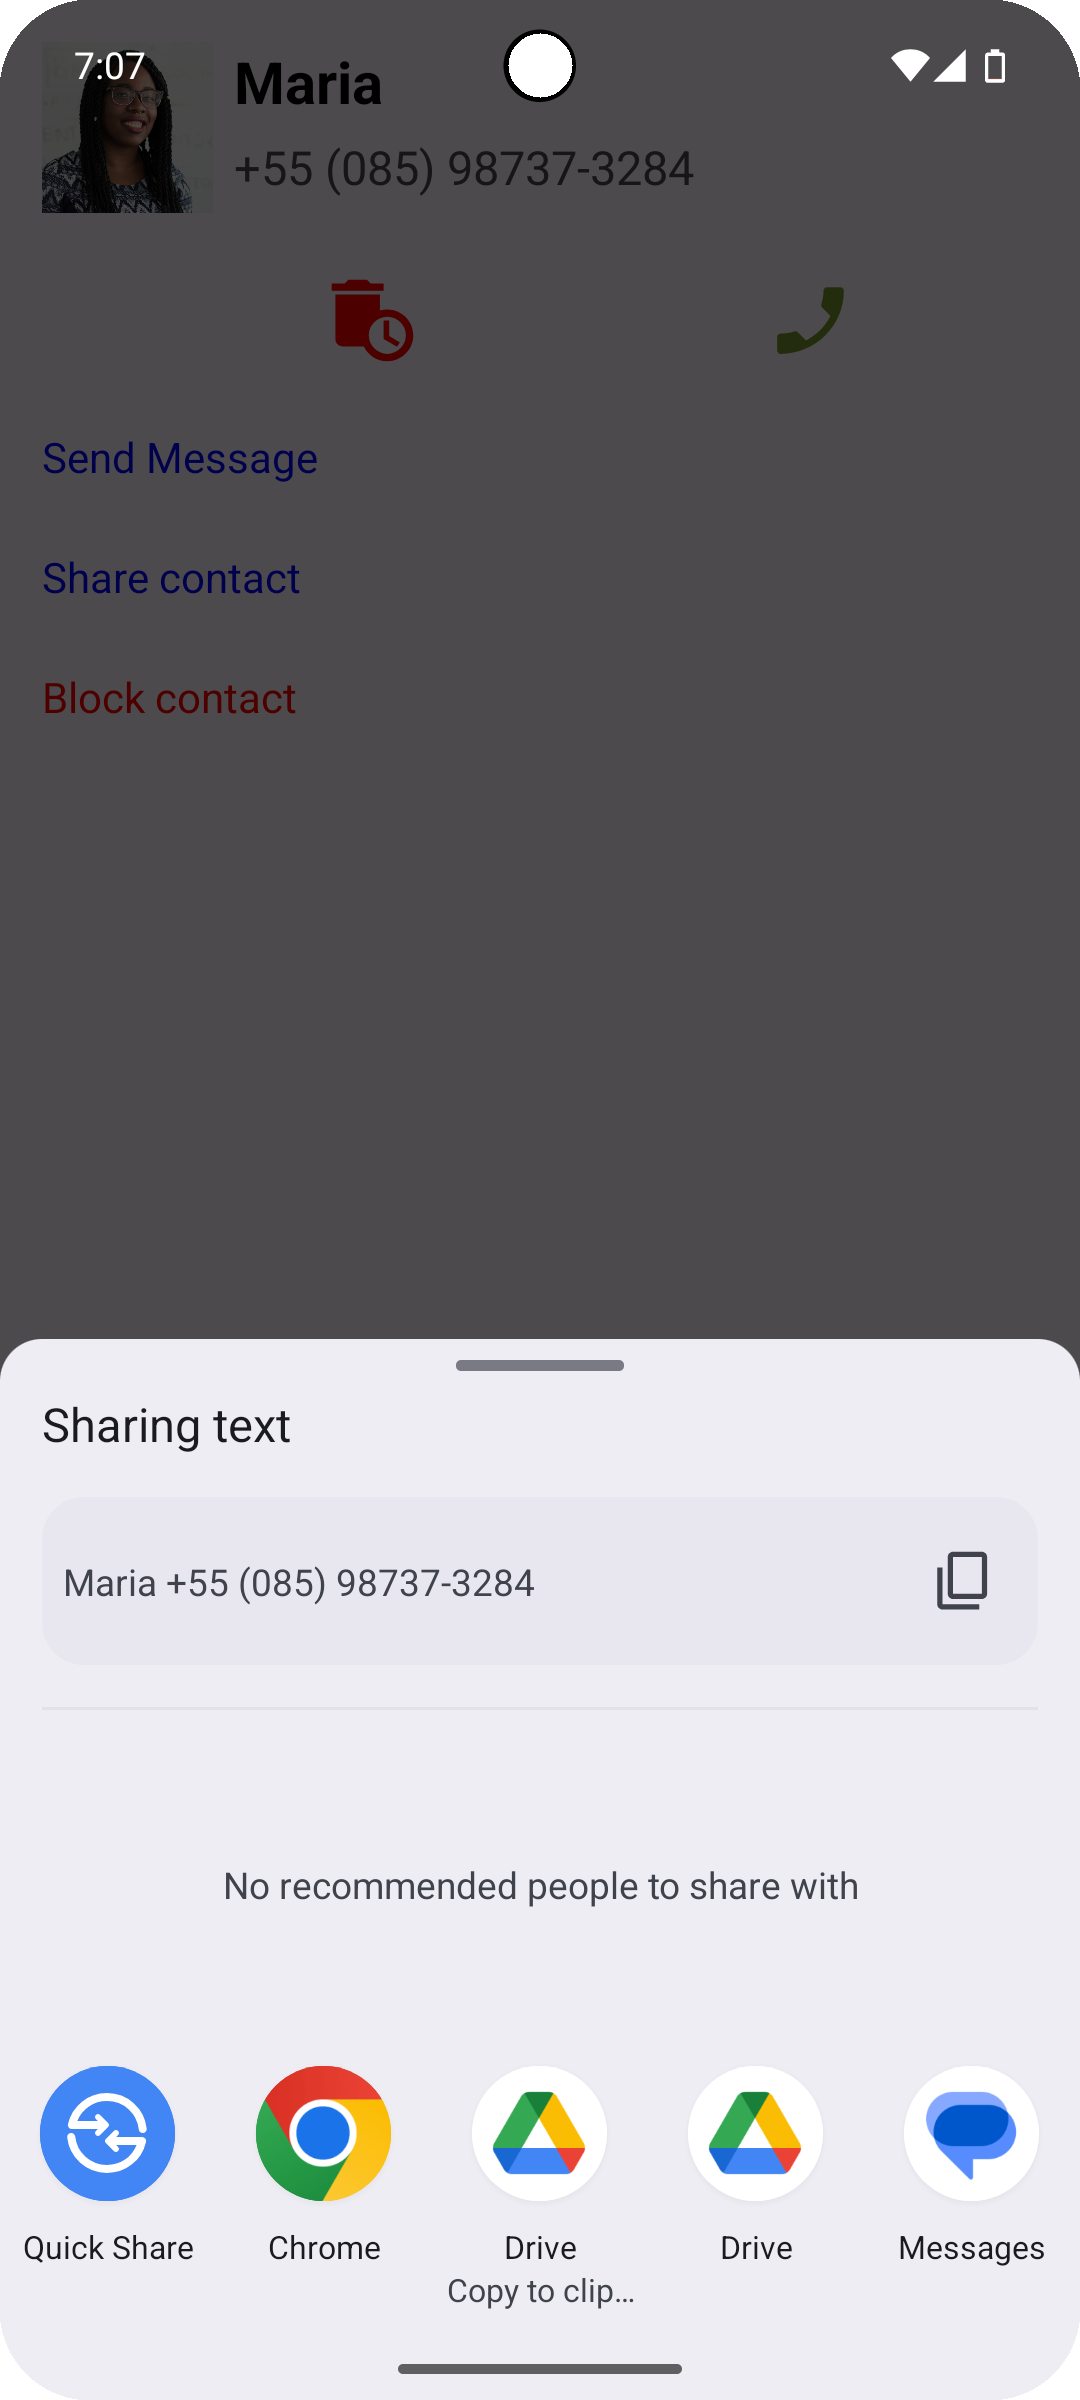 7:07
Maria
+55 (085) 98737-3284
Send Message
Share contact
Block contact
Sharing text
Maria +55 (085) 98737-3284
No recommended people to share with
Quick Share
Chrome
Drive
Copy to clip...
Drive
Messages